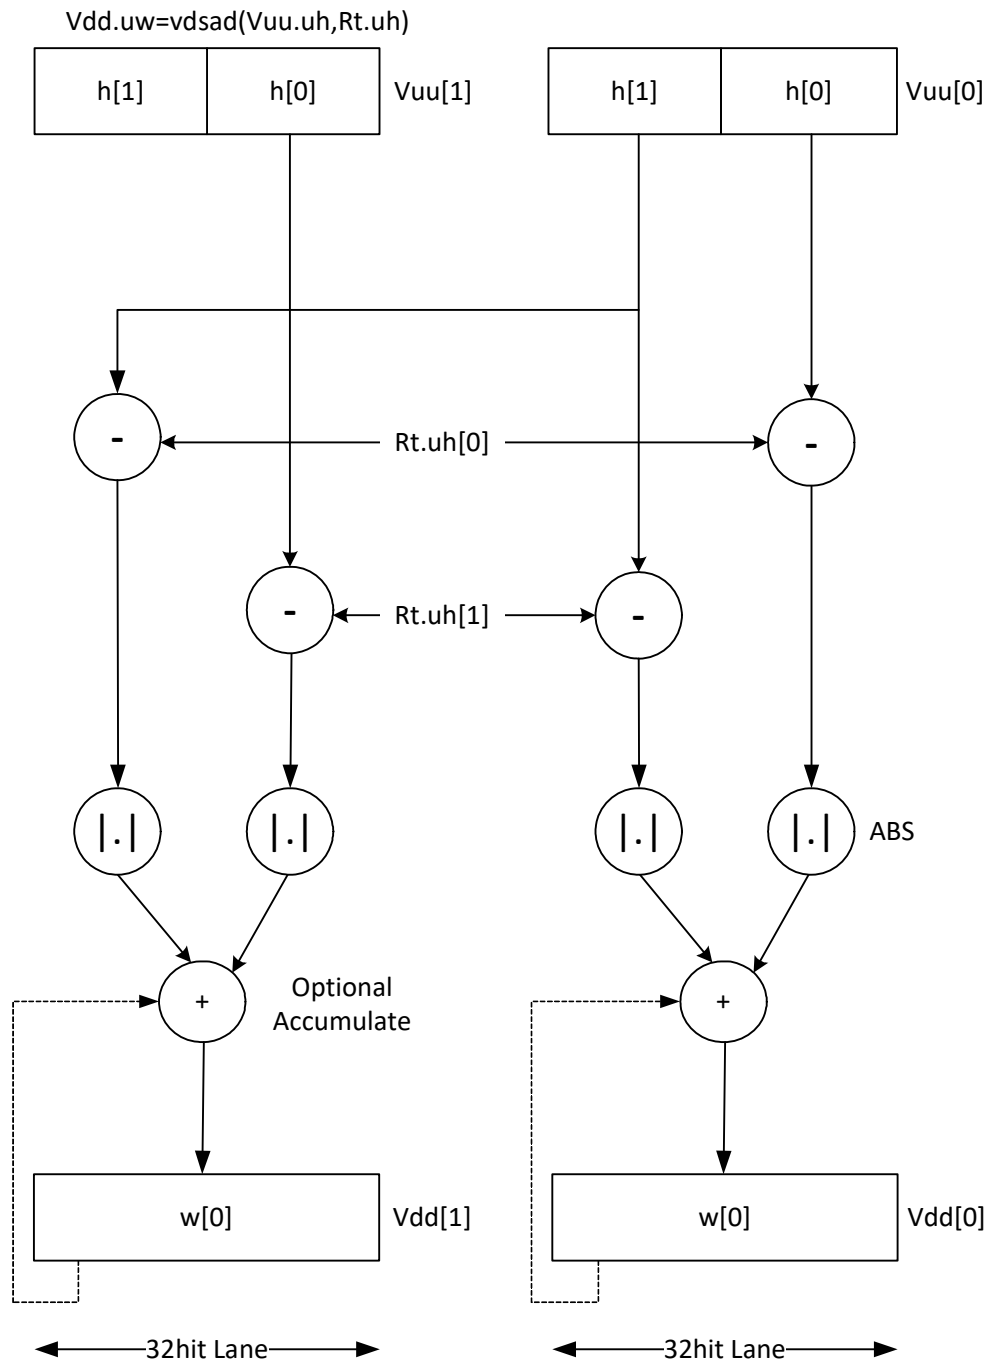 Vdd.uw=vdsad(Vuu.uh,Rt.uh)
h[1] h[0] Vuu[1] h[1] h[0] Vuu[0]
- Rt.uh[0] -
- Rt.uh[1] -
|.| |.| |.| |.| ABS
+ Optional + 
Accumulate
w[0] Vdd[1] w[0] Vdd[0]
32hit Lane 32hit Lane